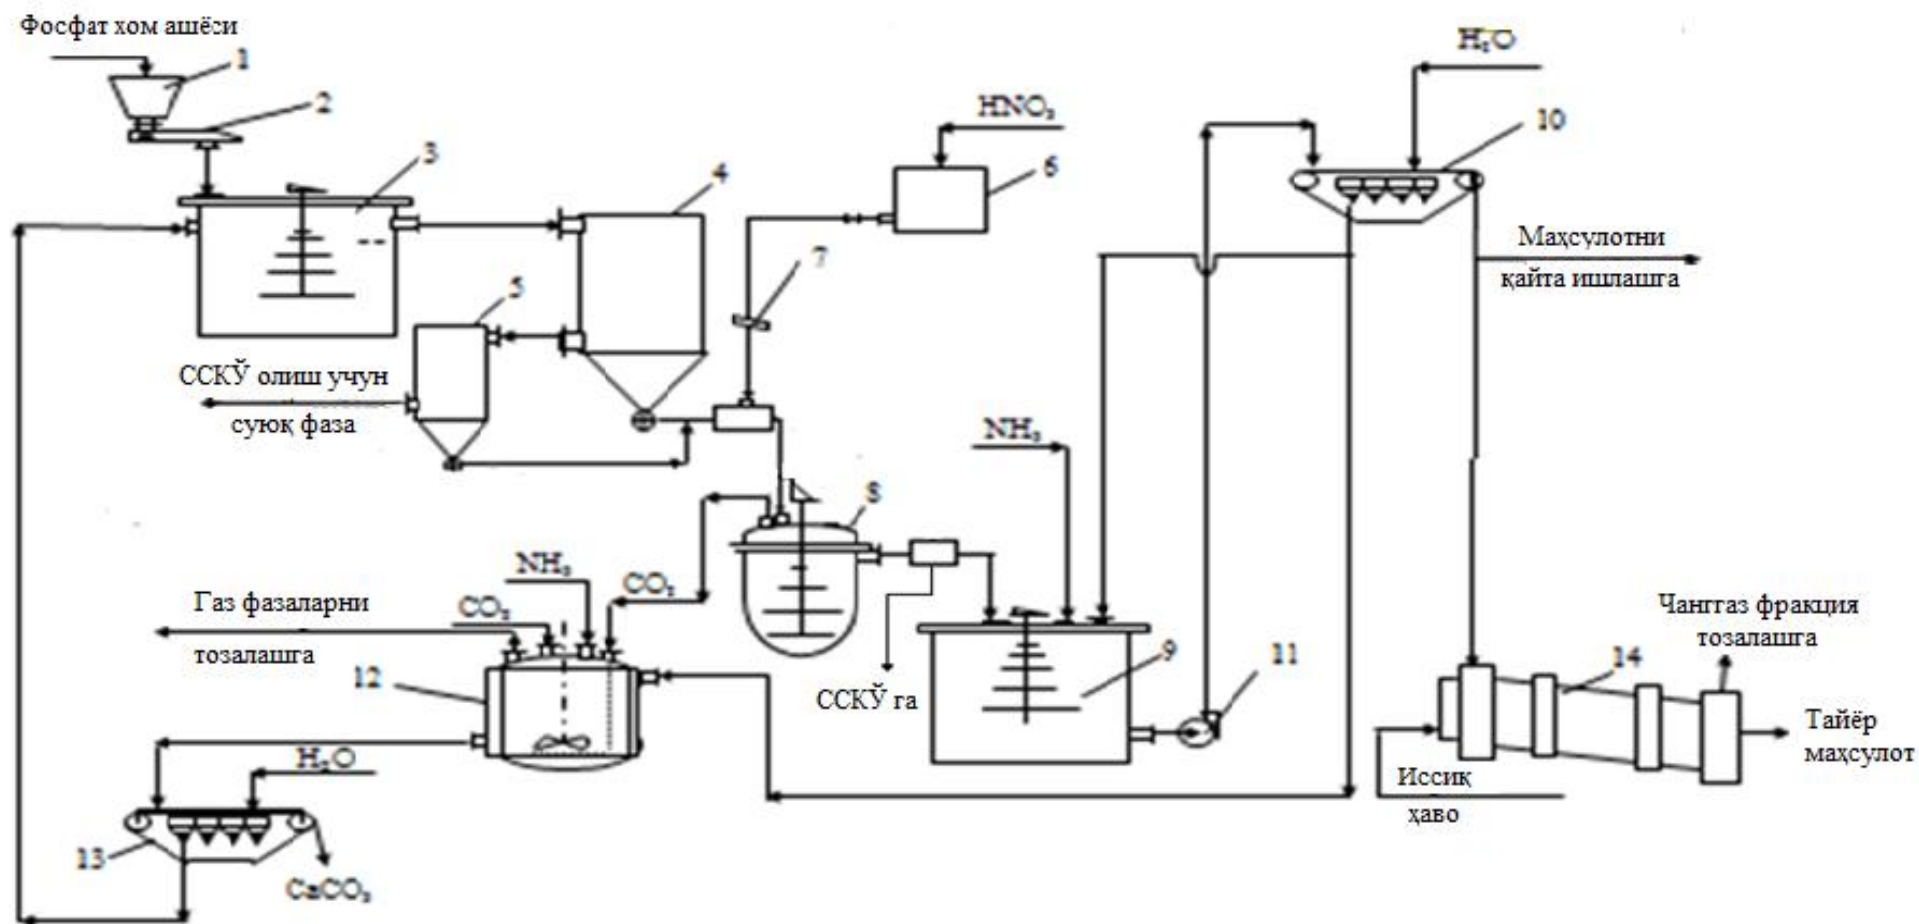 Фосфат хом ашёси
1
2
3
4
5
6
7
8
9
10
11
12
13
14
HNO₃
H₂O
Маҳсулотни
қайта ишлашга
ССКЎ олиш учун
суюқ фаза
NH₃
NH₃
CO₂
CO₂
Газ фазаларни
тозалашга
ССКЎ га
Чанггаз фракция
тозалашга
Тайёр
маҳсулот
Иссиқ
ҳаво
H₂O
CaCO₃